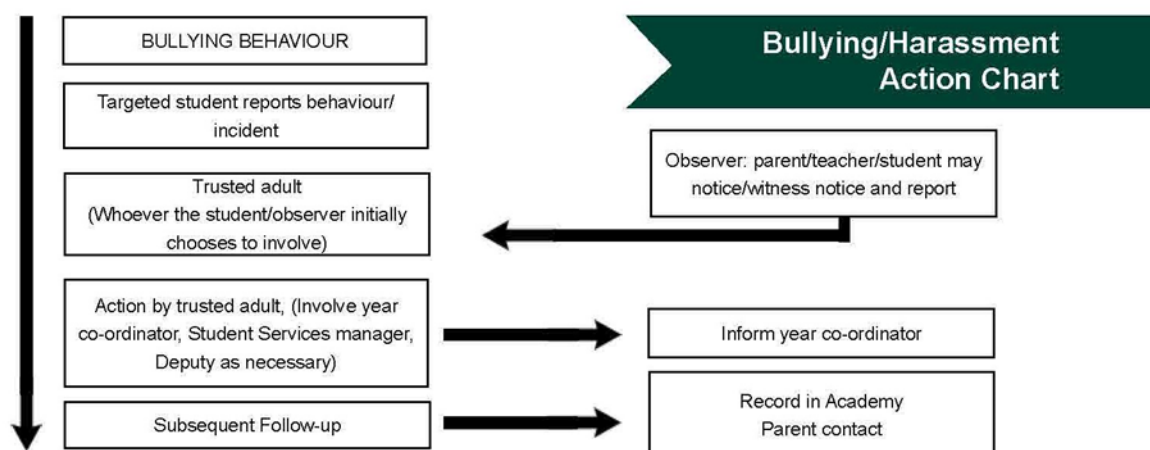 BULLYING BEHAVIOUR
Bullying/Harassment
Action Chart
Targeted student reports behaviour/
incident
Observer: parent/teacher/student may
notice/witness notice and report
Trusted adult
(Whoever the student/observer initially
chooses to involve)
Action by trusted adult, (Involve year
co-ordinator, Student Services manager,
Deputy as necessary)
Inform year co-ordinator
Subsequent Follow-up
Record in Academy
Parent contact